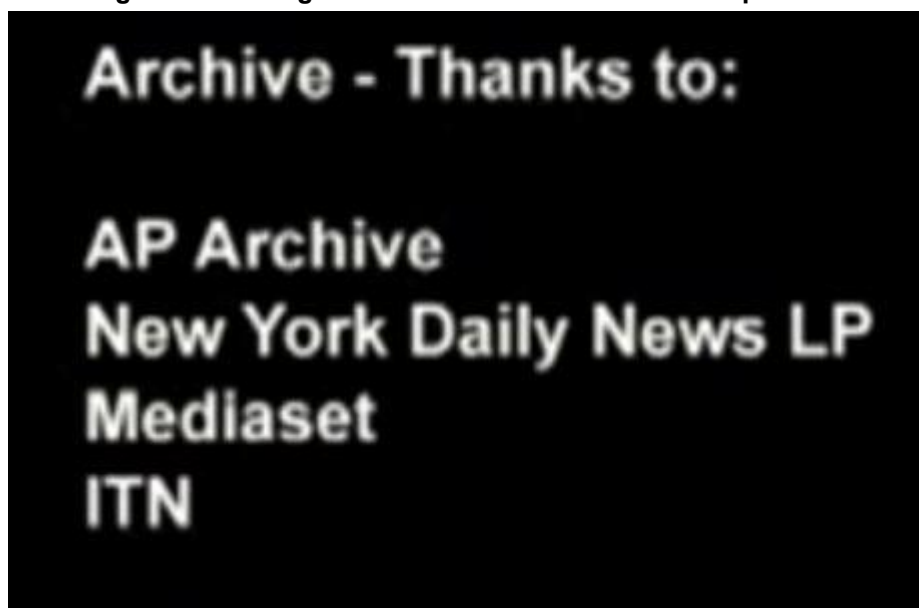 Archive - Thanks to:
AP Archive
New York Daily News LP
Mediaset
ITN